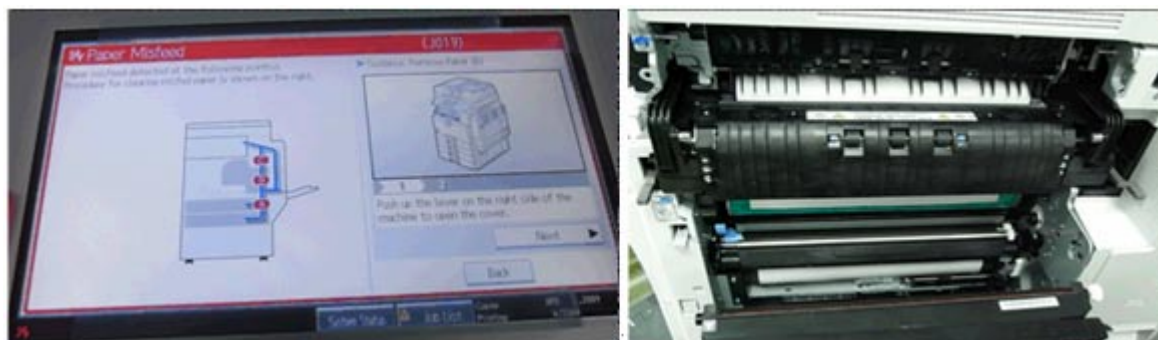 Paper Misfeed
(J019)
Paper misfeed detected at the following point(s).
Procedure for clearing misfed paper is shown on the right.
Remove Paper (B)
1 2
Push up the lever on the right side of the
machine to open the cover.
Next
Back
System Status
Job List